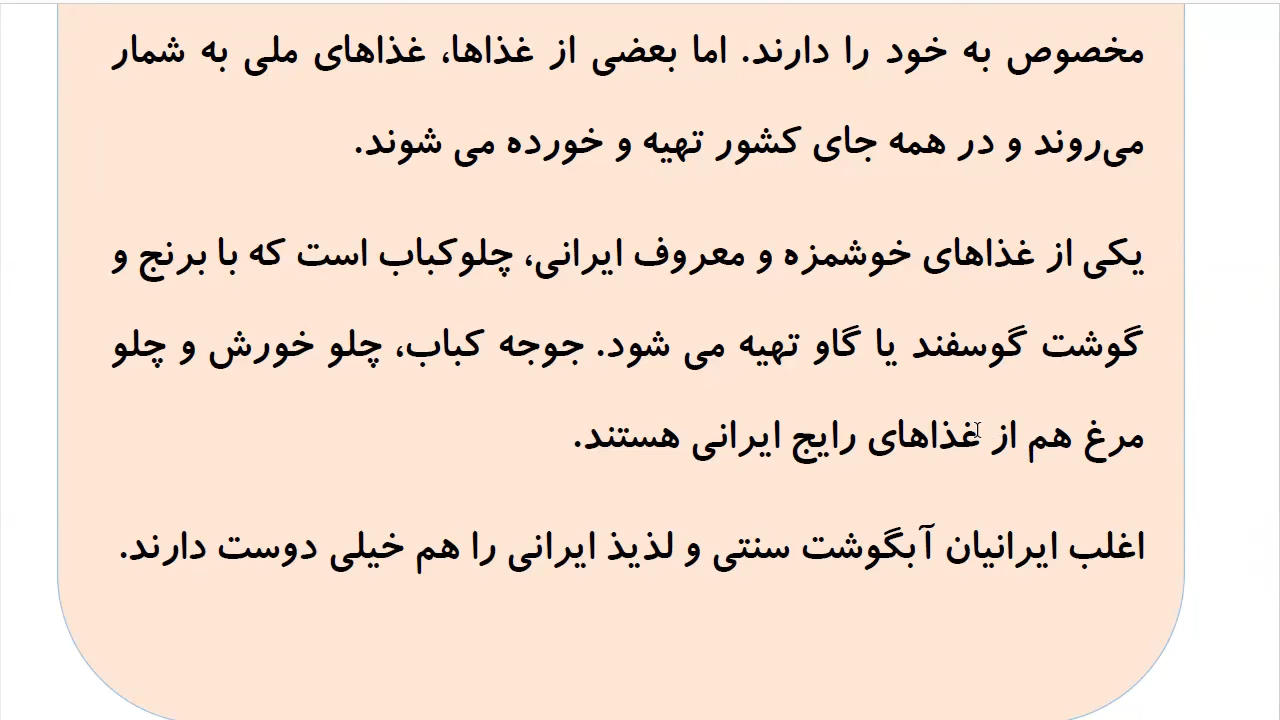 مخصوص به خود را دارند. اما بعضی از غذاها، غذاهای ملی به شمار
می‌روند و در همه جای کشور تهیه و خورده می شوند.
یکی از غذاهای خوشمزه و معروف ایرانی، چلوکباب است که با برنج و
گوشت گوسفند یا گاو تهیه می شود. جوجه کباب، چلو خورش و چلو
مرغ هم از غذاهای رایج ایرانی هستند.
اغلب ایرانیان آبگوشت سنتی و لذیذ ایرانی را هم خیلی دوست دارند.